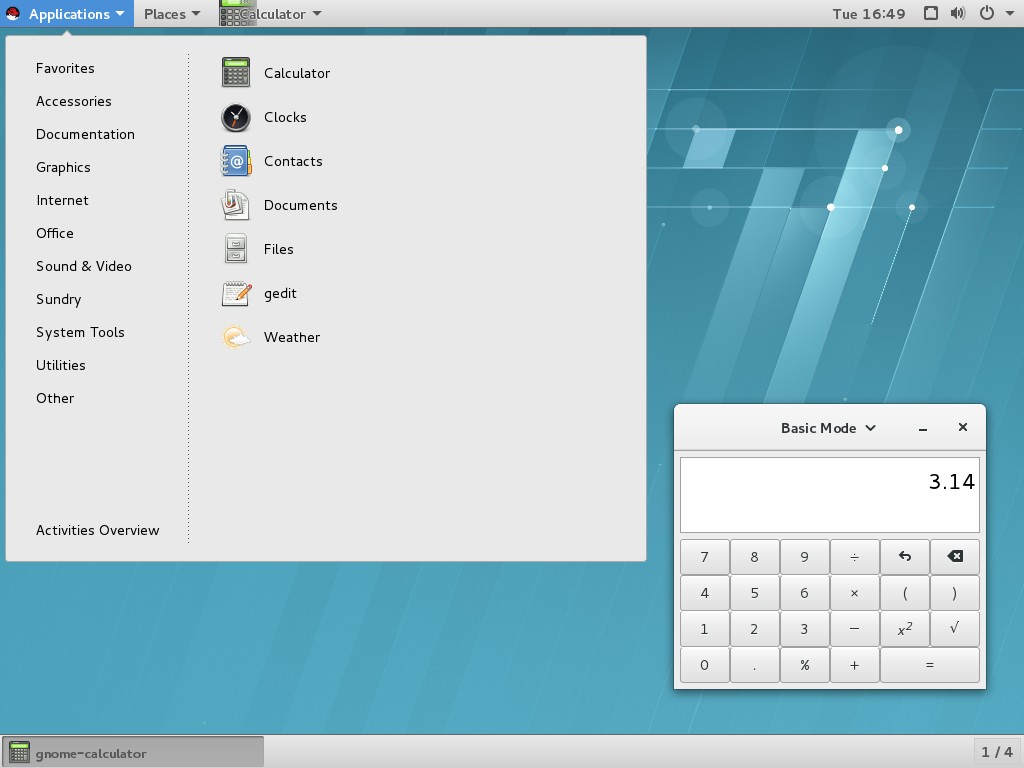 Applications Places Calculator Tue 16:49
Favorites
Accessories
Documentation
Graphics
Internet
Office
Sound & Video
Sundry
System Tools
Utilities
Other
Activities Overview
Calculator
Clocks
Contacts
Documents
Files
gedit
Weather
Basic Mode
3.14
7 8 9 ÷
4 5 6 × ( )
1 2 3 − x² √
0 . % + =
gnome-calculator 1 / 4